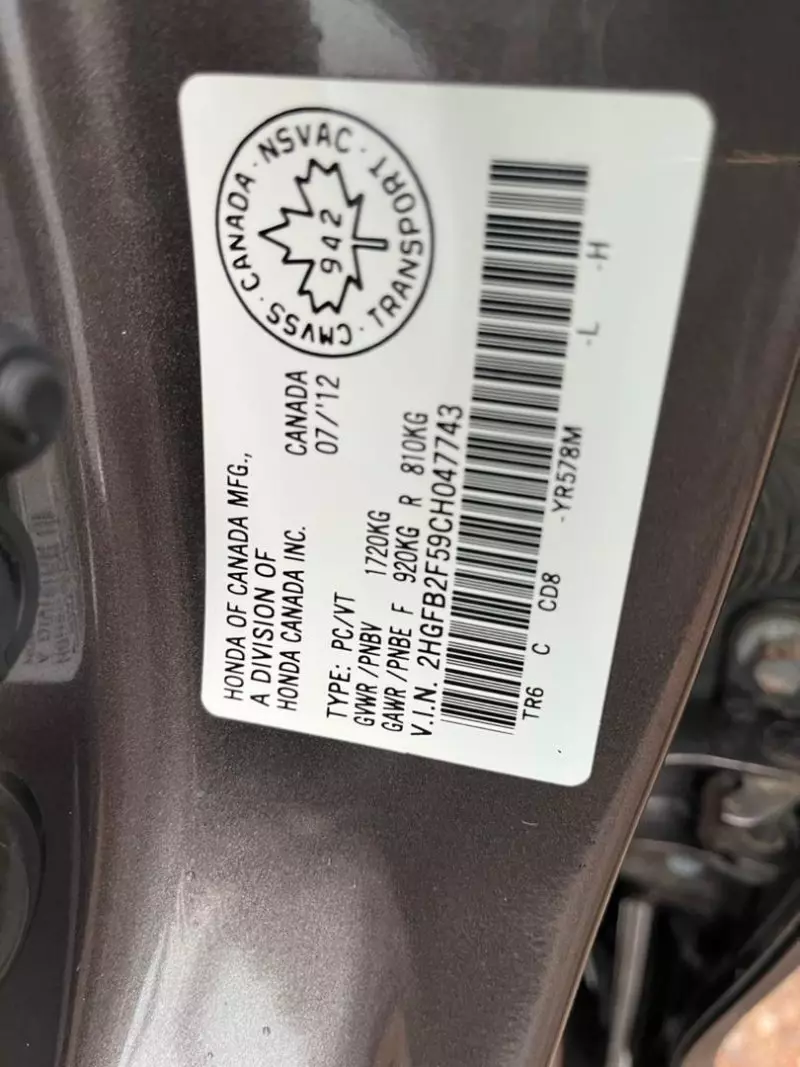 CMVSS · CANADA · NSVAC · TRANSPORT ·
942
HONDA OF CANADA MFG.,
A DIVISION OF
HONDA CANADA INC.
CANADA
07/'12
TYPE: PC/VT
GVWR /PNBV 1720KG
GAWR /PNBE F 920KG R 810KG
V.I.N. 2HGFB2F59CH047743
TR6 C CD8 -YR578M -L -H